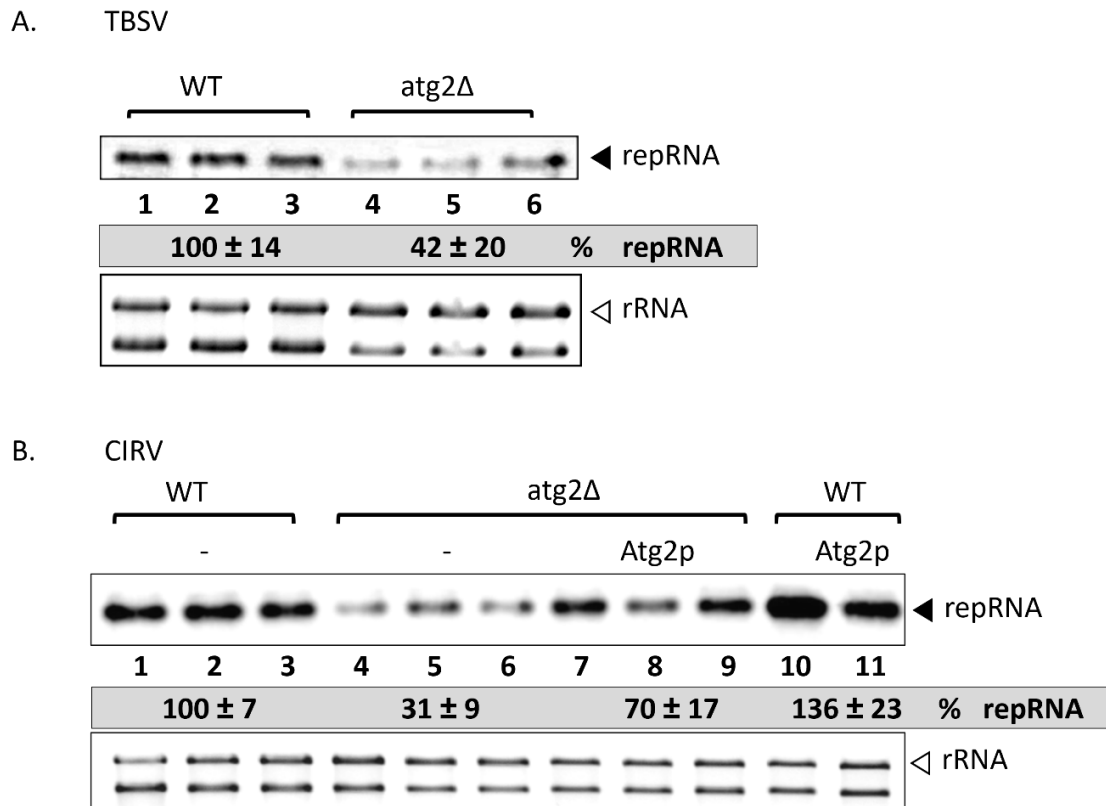 A. TBSV
WT atg2Δ
repRNA
1 2 3 4 5 6
100 ± 14 42 ± 20 % repRNA
rRNA
B. CIRV
WT atg2Δ WT
- - Atg2p Atg2p
repRNA
1 2 3 4 5 6 7 8 9 10 11
100 ± 7 31 ± 9 70 ± 17 136 ± 23 % repRNA
rRNA